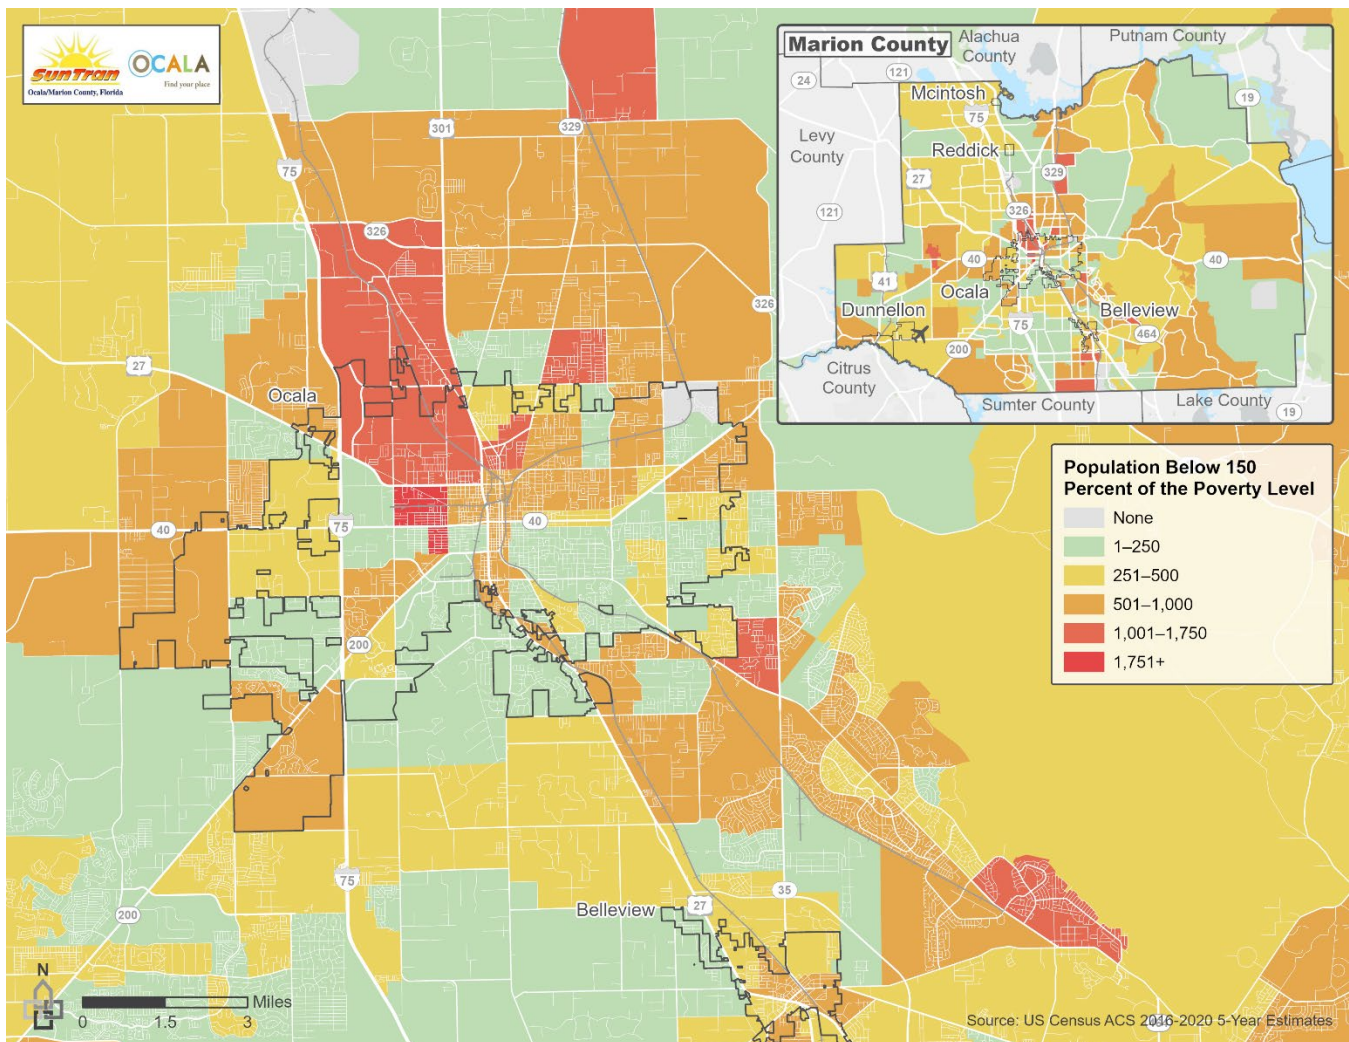 SunTran
Ocala/Marion County, Florida
OCALA
Find your place
Marion County
Alachua
County
Putnam County
24
121
19
Mcintosh
75
Levy
County
Reddick
27
329
121
326
40
40
41
Ocala
Dunnellon
75
Belleview
464
200
Citrus
County
Sumter County
Lake County
19
301
329
75
326
326
27
Ocala
40
75
40
200
75
35
200
Belleview
27
Population Below 150
Percent of the Poverty Level
None
1–250
251–500
501–1,000
1,001–1,750
1,751+
N
Miles
0 1.5 3
Source: US Census ACS 2016-2020 5-Year Estimates